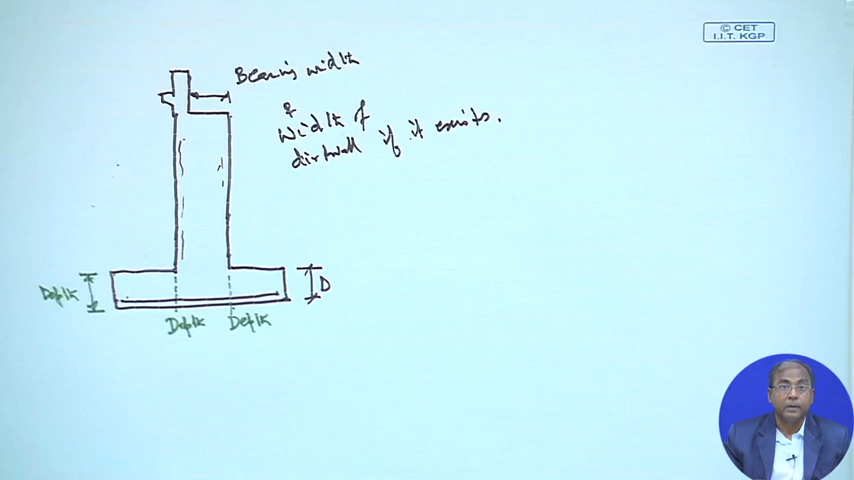 © CET
I.I.T. KGP
Bearing width
&
Width of
dirtwall if it exists.
Depth
D
Depth Depth